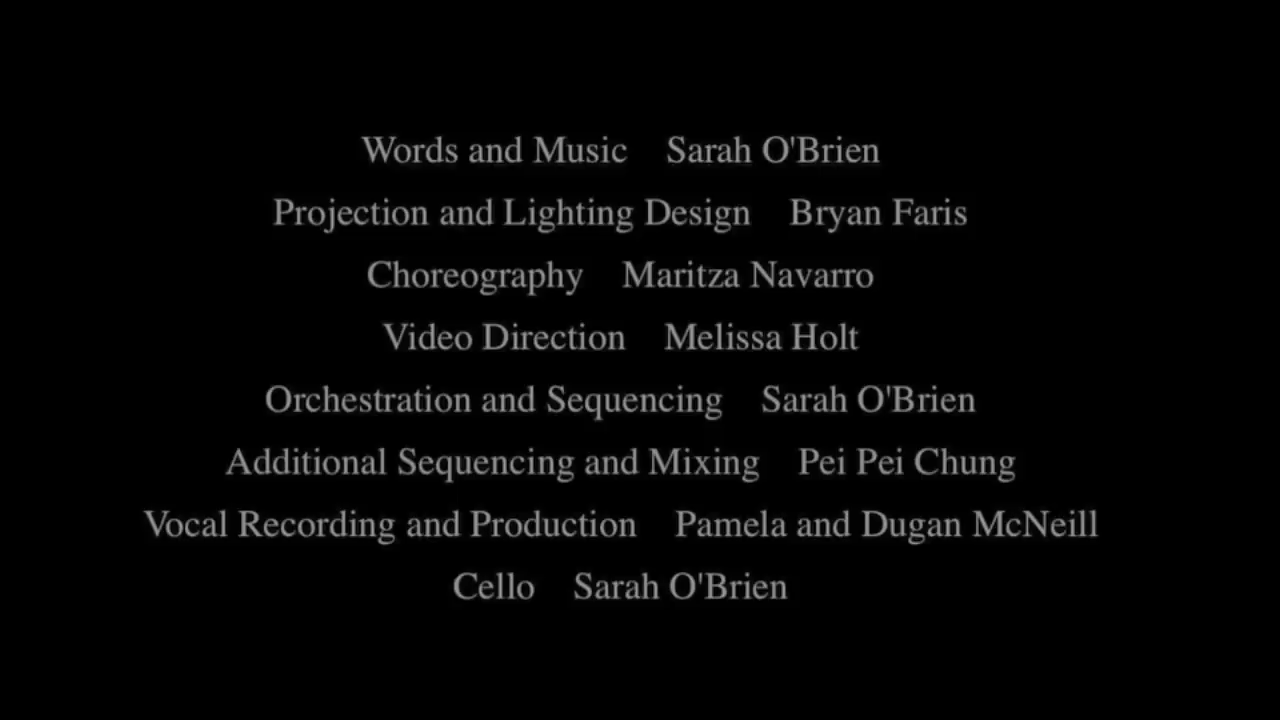 Words and Music Sarah O'Brien
Projection and Lighting Design Bryan Faris
Choreography Maritza Navarro
Video Direction Melissa Holt
Orchestration and Sequencing Sarah O'Brien
Additional Sequencing and Mixing Pei Pei Chung
Vocal Recording and Production Pamela and Dugan McNeill
Cello Sarah O'Brien